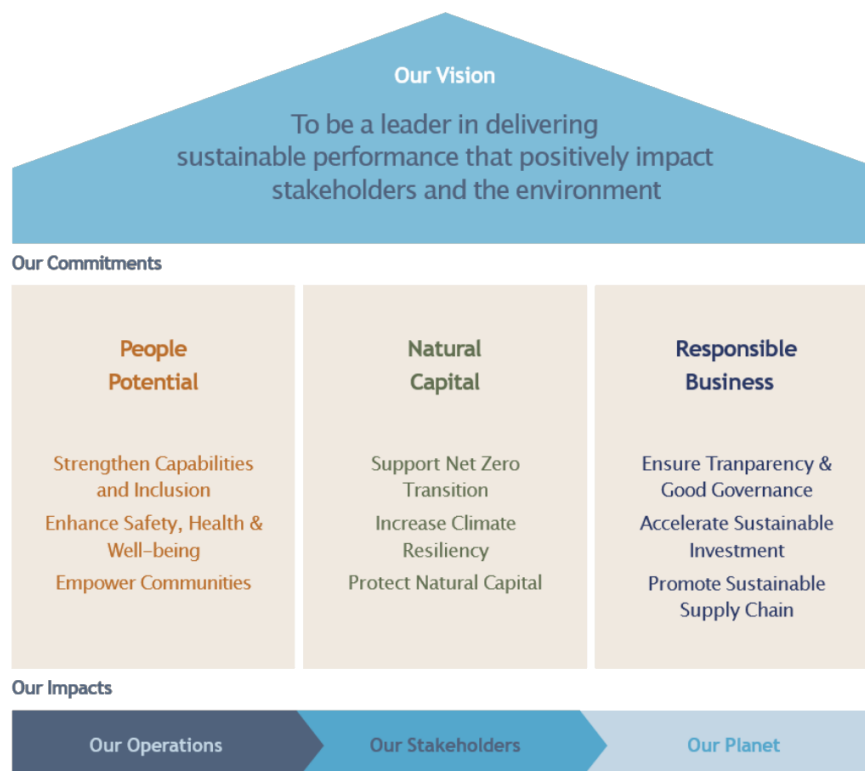 Our Vision
To be a leader in delivering
sustainable performance that positively impact
stakeholders and the environment
Our Commitments
People
Potential
Strengthen Capabilities
and Inclusion
Enhance Safety, Health &
Well-being
Empower Communities
Natural
Capital
Support Net Zero
Transition
Increase Climate
Resiliency
Protect Natural Capital
Responsible
Business
Ensure Tranparency &
Good Governance
Accelerate Sustainable
Investment
Promote Sustainable
Supply Chain
Our Impacts
Our Operations
Our Stakeholders
Our Planet